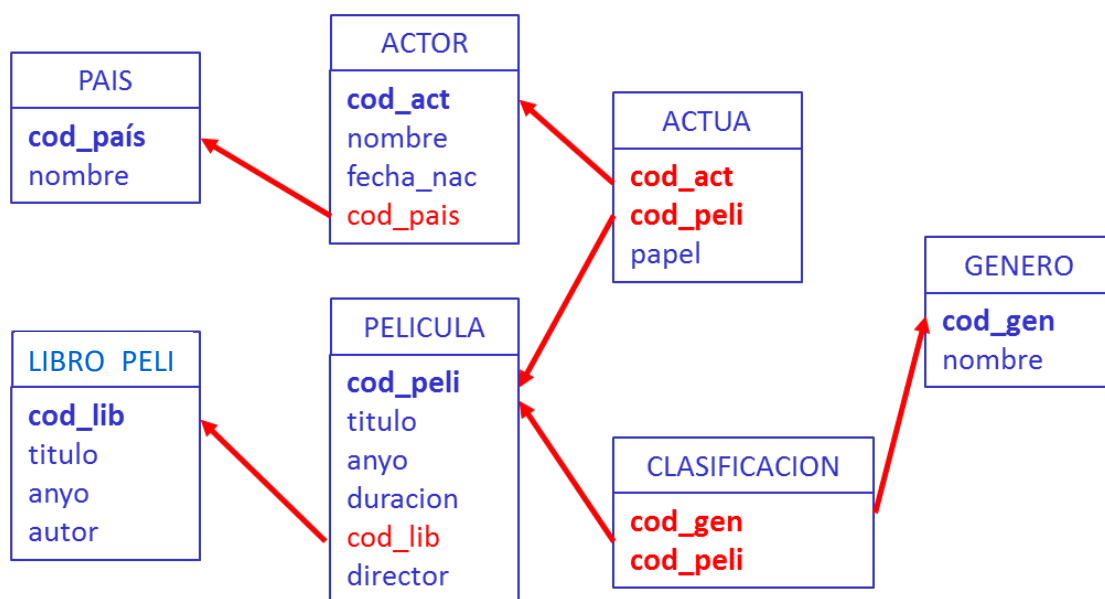 PAIS
cod_país
nombre
ACTOR
cod_act
nombre
fecha_nac
cod_pais
ACTUA
cod_act
cod_peli
papel
GENERO
cod_gen
nombre
LIBRO PELI
cod_lib
titulo
anyo
autor
PELICULA
cod_peli
titulo
anyo
duracion
cod_lib
director
CLASIFICACION
cod_gen
cod_peli